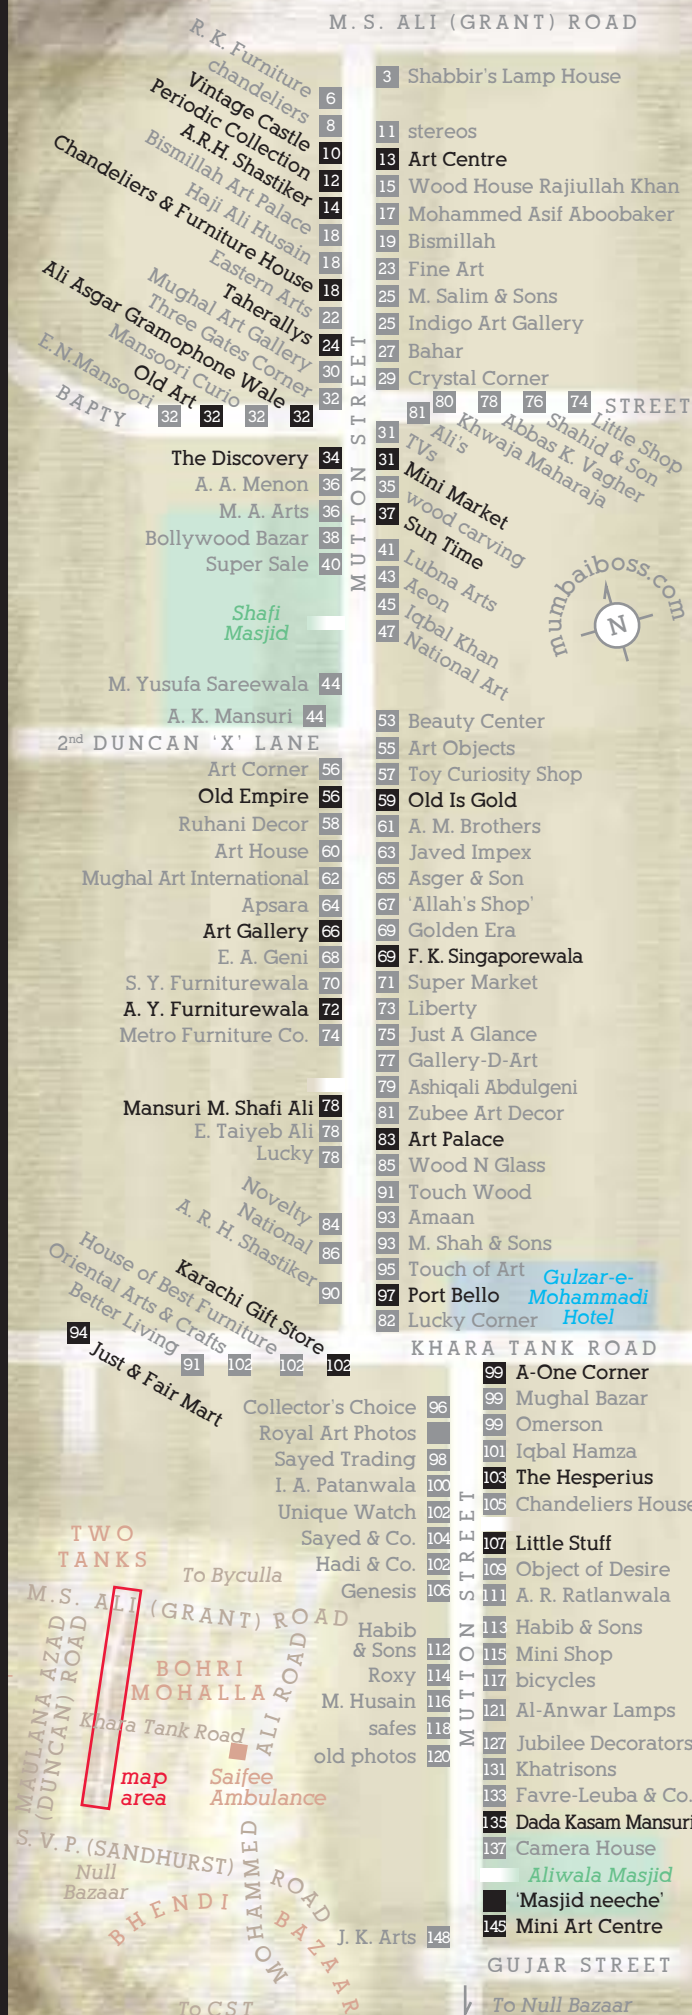 M. S. ALI (GRANT) ROAD
R. K. Furniture
chandeliers
6
8
Vintage Castle 10
Periodic Collection 12
A.R.H. Shastiker 14
Bismillah Art Palace 18
Haji Ali Husain 18
Chandeliers & Furniture House 18
Eastern Arts 22
Taherallys 24
Mughal Art Gallery 30
Three Gates Corner 32
Ali Asgar Gramophone Wale 32
Mansoori Curio 32
Old Art 32
E.N.Mansoori 32
3 Shabbir's Lamp House
11 stereos
13 Art Centre
15 Wood House Rajiullah Khan
17 Mohammed Asif Aboobaker
19 Bismillah
23 Fine Art
25 M. Salim & Sons
25 Indigo Art Gallery
27 Bahar
29 Crystal Corner
MUTTON STREET
BAPTY
STREET
81 Ali's
80 Khwaja Maharaja
78 Abbas K. Vagher
76 Shahid & Son
74 Little Shop
The Discovery 34
A. A. Menon 36
M. A. Arts 36
Bollywood Bazar 38
Super Sale 40
Shafi
Masjid
M. Yusufa Sareewala 44
A. K. Mansuri 44
31 TVs
31 Mini Market
35 wood carving
37 Sun Time
41 Lubna Arts
43 Aeon
45 Iqbal Khan
47 National Art
mumbaiboss.com
N
2nd DUNCAN ‘X’ LANE
Art Corner 56
Old Empire 56
Ruhani Decor 58
Art House 60
Mughal Art International 62
Apsara 64
Art Gallery 66
E. A. Geni 68
S. Y. Furniturewala 70
A. Y. Furniturewala 72
Metro Furniture Co. 74
Mansuri M. Shafi Ali 78
E. Taiyeb Ali 78
Lucky 78
Novelty 84
National 86
A. R. H. Shastiker 90
53 Beauty Center
55 Art Objects
57 Toy Curiosity Shop
59 Old Is Gold
61 A. M. Brothers
63 Javed Impex
65 Asger & Son
67 ‘Allah's Shop’
69 Golden Era
69 F. K. Singaporewala
71 Super Market
73 Liberty
75 Just A Glance
77 Gallery-D-Art
79 Ashiqali Abdulgeni
81 Zubee Art Decor
83 Art Palace
85 Wood N Glass
91 Touch Wood
93 Amaan
93 M. Shah & Sons
95 Touch of Art
97 Port Bello
82 Lucky Corner
Gulzar-e-
Mohammadi
Hotel
Karachi Gift Store 102
House of Best Furniture 102
Oriental Arts & Crafts 102
Better Living 91
94 Just & Fair Mart
KHARA TANK ROAD
Collector's Choice 96
Royal Art Photos
Sayed Trading 98
I. A. Patanwala 100
Unique Watch 102
Sayed & Co. 104
Hadi & Co. 102
Genesis 106
Habib
& Sons 112
Roxy 114
M. Husain 116
safes 118
old photos 120
J. K. Arts 148
MUTTON STREET
99 A-One Corner
99 Mughal Bazar
99 Omerson
101 Iqbal Hamza
103 The Hesperius
105 Chandeliers House
107 Little Stuff
109 Object of Desire
111 A. R. Ratlanwala
113 Habib & Sons
115 Mini Shop
117 bicycles
121 Al-Anwar Lamps
127 Jubilee Decorators
131 Khatrisons
133 Favre-Leuba & Co.
135 Dada Kasam Mansuri
137 Camera House
Aliwala Masjid
‘Masjid neeche’
145 Mini Art Centre
GUJAR STREET
To Null Bazaar
TWO
TANKS
To Byculla
M.S. ALI (GRANT) ROAD
MAULANA AZAD
(DUNCAN) ROAD
BOHRI
MOHALLA
Khara Tank Road
MOHAMMED ALI ROAD
map
area
Saifee
Ambulance
S. V. P. (SANDHURST) ROAD
Null
Bazaar
BHENDI BAZAAR
To CST